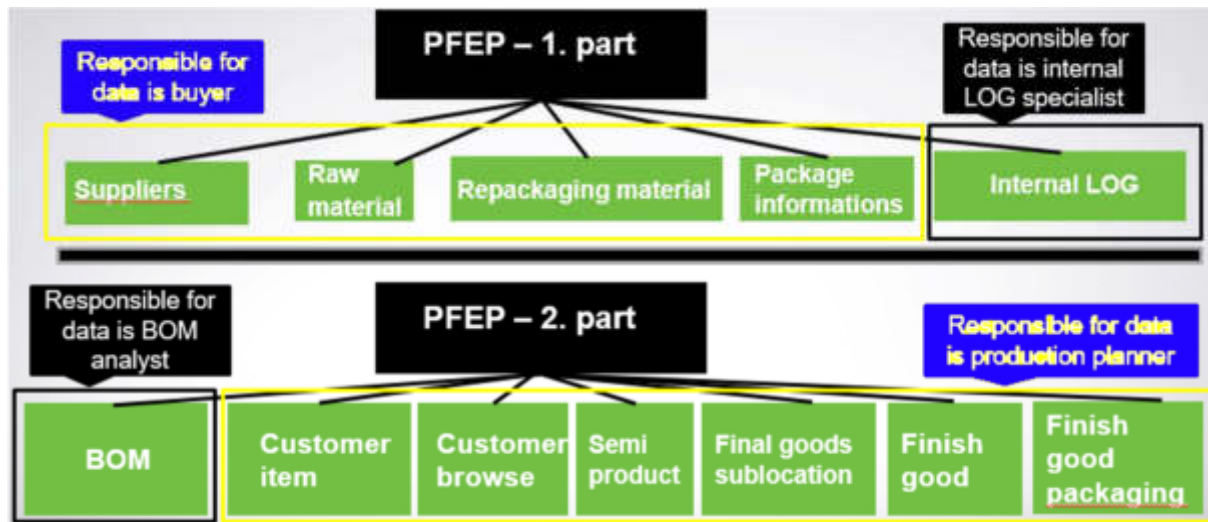 PFEP – 1. part
Responsible for
data is buyer
Responsible for
data is internal
LOG specialist
Suppliers
Raw
material
Repackaging material
Package
informations
Internal LOG
Responsible for
data is BOM
analyst
PFEP – 2. part
Responsible for data
is production planner
BOM
Customer
item
Customer
browse
Semi
product
Final goods
sublocation
Finish
good
Finish
good
packaging